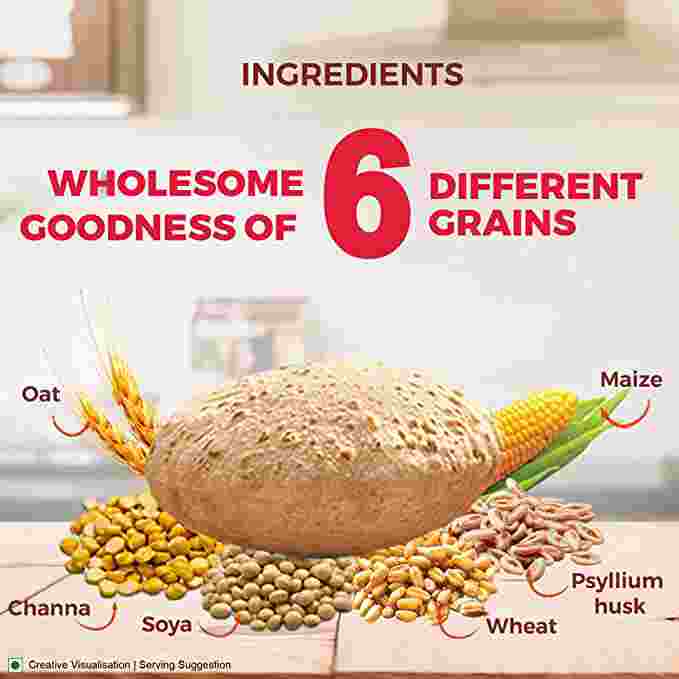 INGREDIENTS
WHOLESOME
GOODNESS OF
6
DIFFERENT
GRAINS
Oat
Maize
Channa
Soya
Wheat
Psyllium
husk
Creative Visualisation | Serving Suggestion